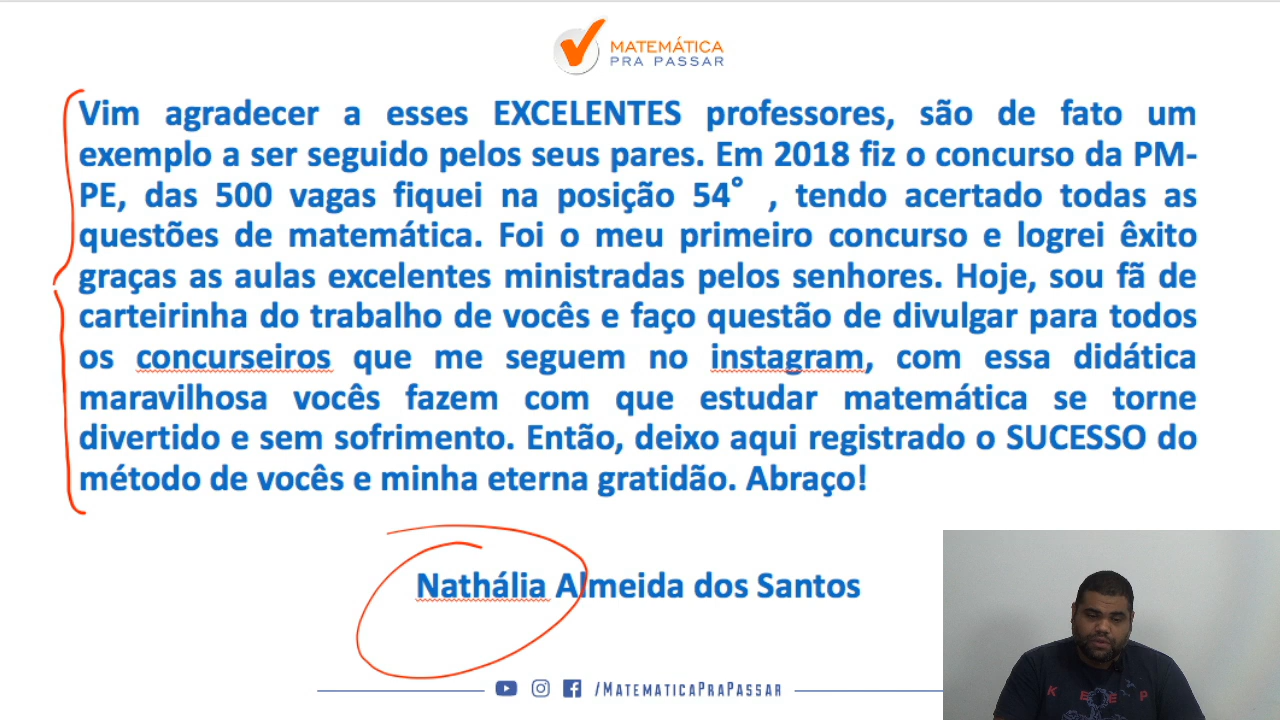 MATEMÁTICA
PRA PASSAR
Vim agradecer a esses EXCELENTES professores, são de fato um
exemplo a ser seguido pelos seus pares. Em 2018 fiz o concurso da PM-
PE, das 500 vagas fiquei na posição 54° , tendo acertado todas as
questões de matemática. Foi o meu primeiro concurso e logrei êxito
graças as aulas excelentes ministradas pelos senhores. Hoje, sou fã de
carteirinha do trabalho de vocês e faço questão de divulgar para todos
os concurseiros que me seguem no instagram, com essa didática
maravilhosa vocês fazem com que estudar matemática se torne
divertido e sem sofrimento. Então, deixo aqui registrado o SUCESSO do
método de vocês e minha eterna gratidão. Abraço!
Nathália Almeida dos Santos
/MATEMATICAPRAPASSAR